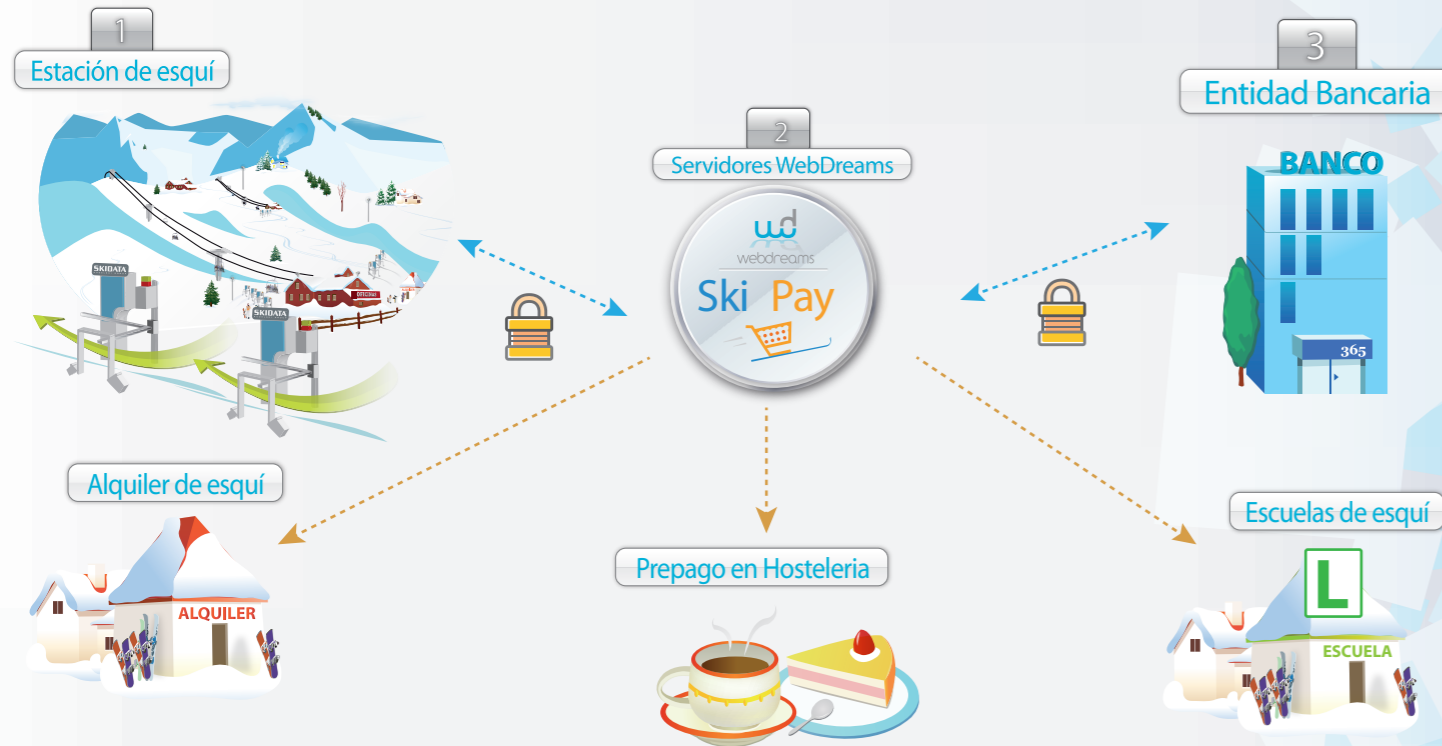 1
Estación de esquí
3
Entidad Bancaria
2
Servidores WebDreams
BANCO
wd
webdreams
Ski Pay
SKIDATA
SKIDATA
365
Alquiler de esquí
ALQUILER
Prepago en Hosteleria
Escuelas de esquí
L
ESCUELA